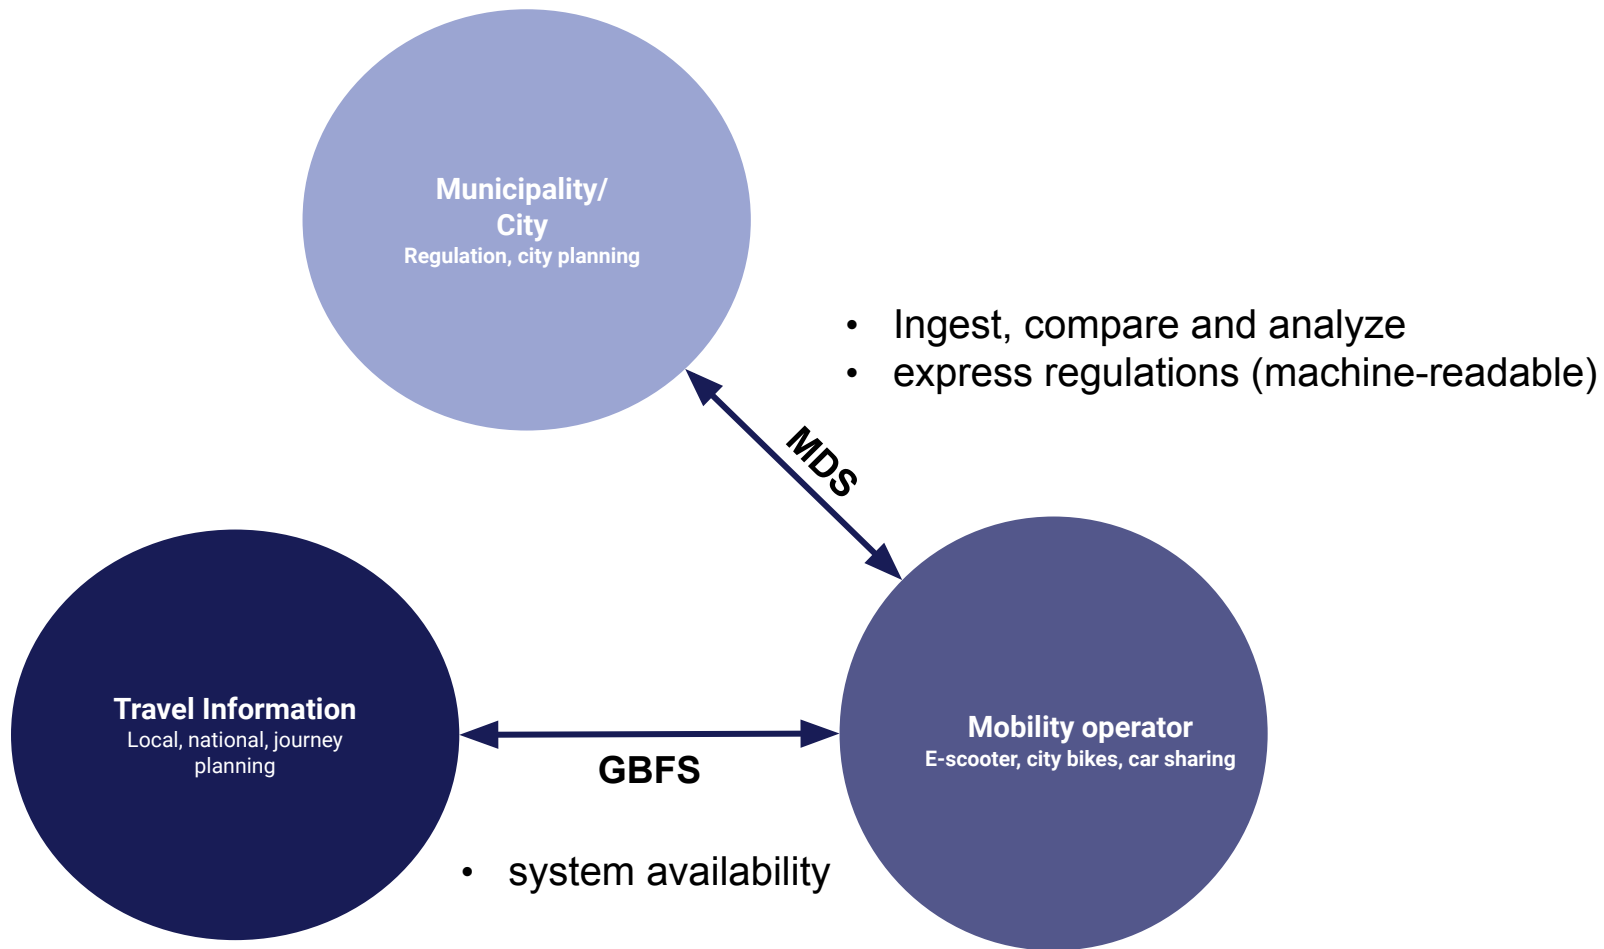 Municipality/
City
Regulation, city planning
• Ingest, compare and analyze
• express regulations (machine-readable)
MDS
Travel Information
Local, national, journey
planning
GBFS
Mobility operator
E-scooter, city bikes, car sharing
• system availability